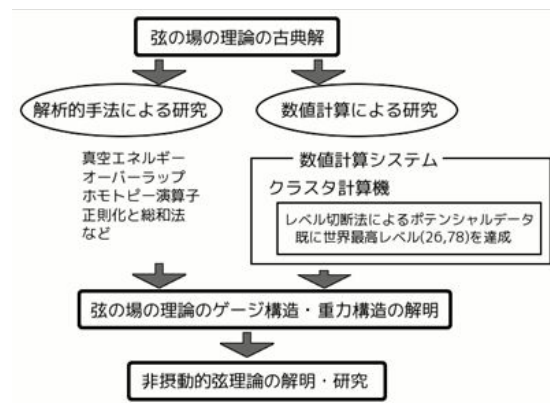 弦の場の理論の古典解
解析的手法による研究
数値計算による研究
真空エネルギー
オーバーラップ
ホモトピー演算子
正則化と総和法
など
数値計算システム
クラスタ計算機
レベル切断法によるポテンシャルデータ
既に世界最高レベル(26,78)を達成
弦の場の理論のゲージ構造・重力構造の解明
非摂動的弦理論の解明・研究